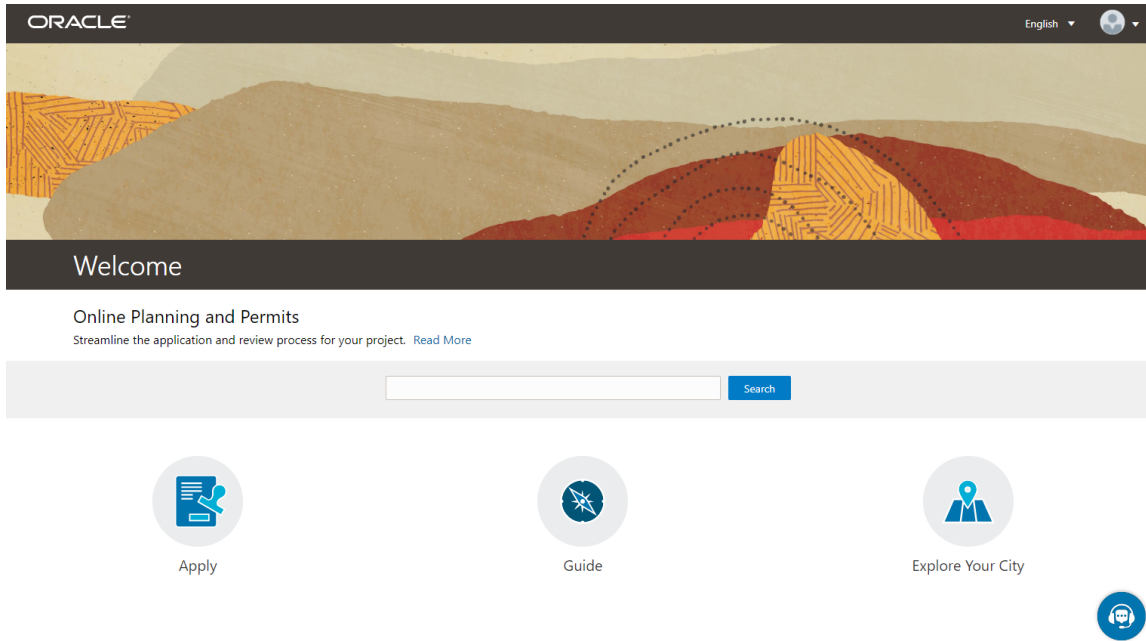 ORACLE
English
Welcome
Online Planning and Permits
Streamline the application and review process for your project. Read More
Search
Apply
Guide
Explore Your City